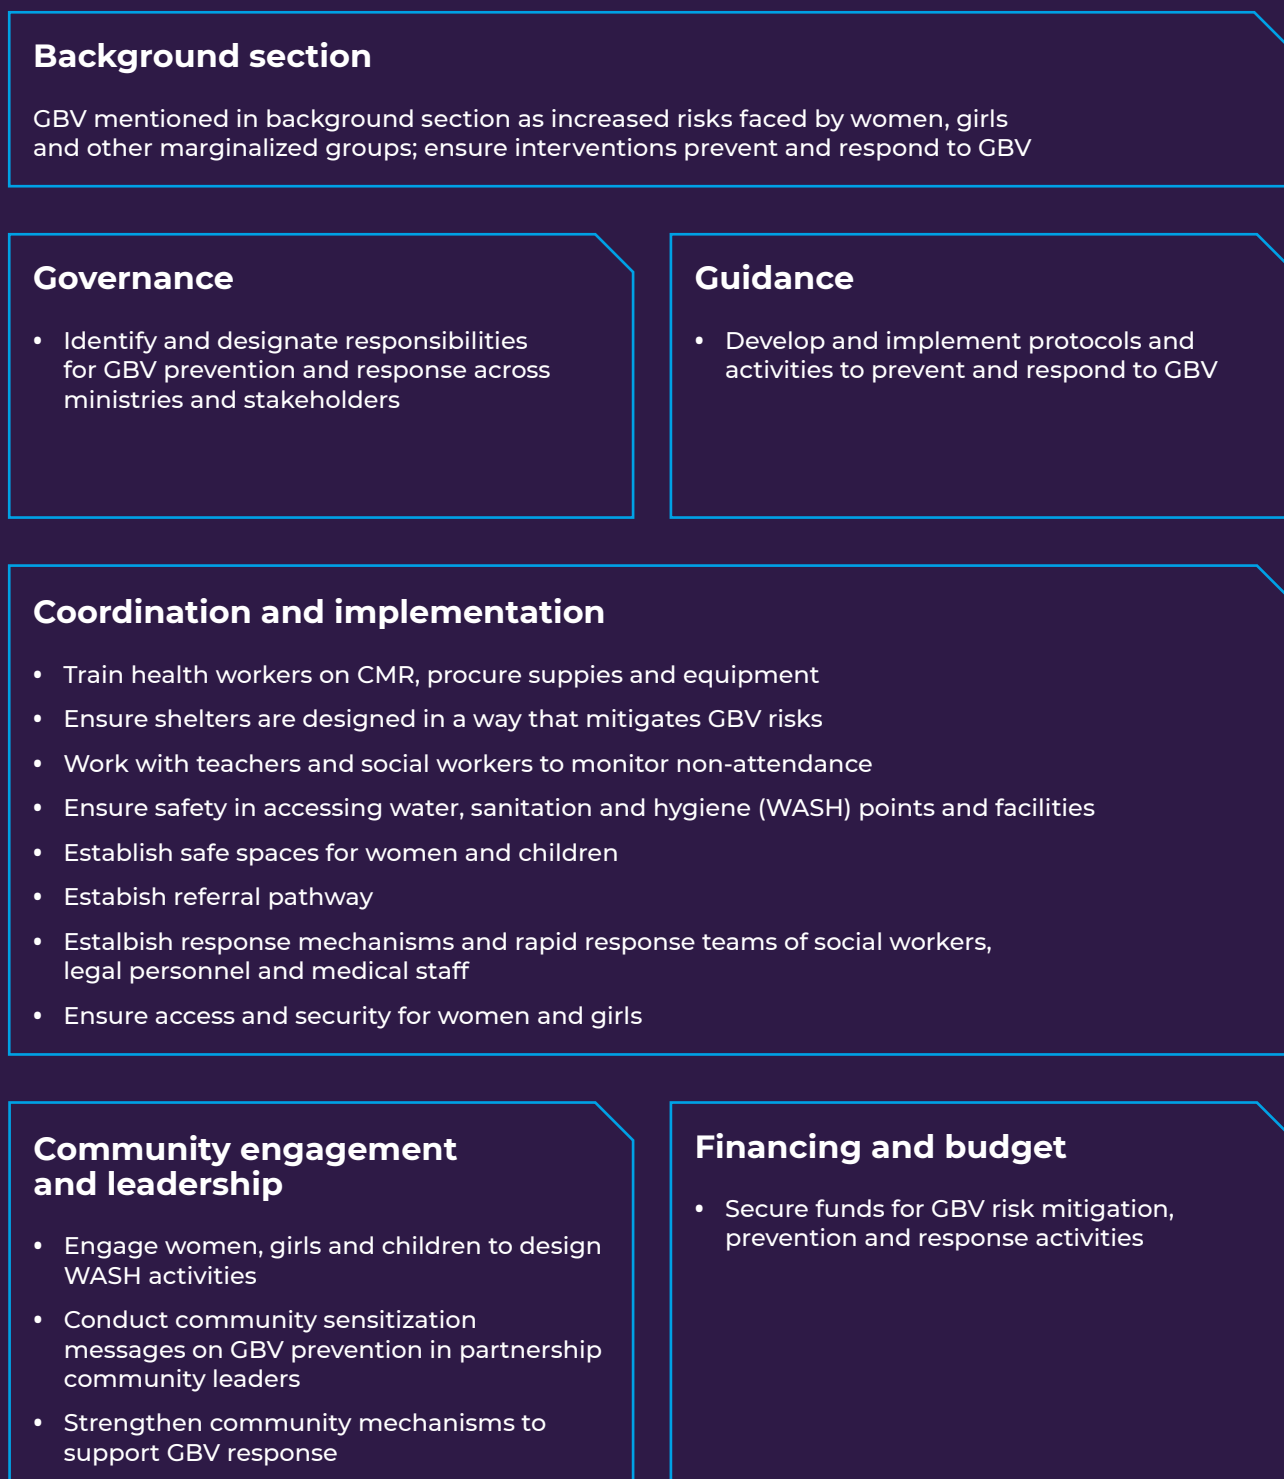 Background section
GBV mentioned in background section as increased risks faced by women, girls
and other marginalized groups; ensure interventions prevent and respond to GBV
Governance
• Identify and designate responsibilities
for GBV prevention and response across
ministries and stakeholders
Guidance
• Develop and implement protocols and
activities to prevent and respond to GBV
Coordination and implementation
• Train health workers on CMR, procure suppies and equipment
• Ensure shelters are designed in a way that mitigates GBV risks
• Work with teachers and social workers to monitor non-attendance
• Ensure safety in accessing water, sanitation and hygiene (WASH) points and facilities
• Establish safe spaces for women and children
• Estabish referral pathway
• Estalbish response mechanisms and rapid response teams of social workers,
legal personnel and medical staff
• Ensure access and security for women and girls
Community engagement
and leadership
• Engage women, girls and children to design
WASH activities
• Conduct community sensitization
messages on GBV prevention in partnership
community leaders
• Strengthen community mechanisms to
support GBV response
Financing and budget
• Secure funds for GBV risk mitigation,
prevention and response activities